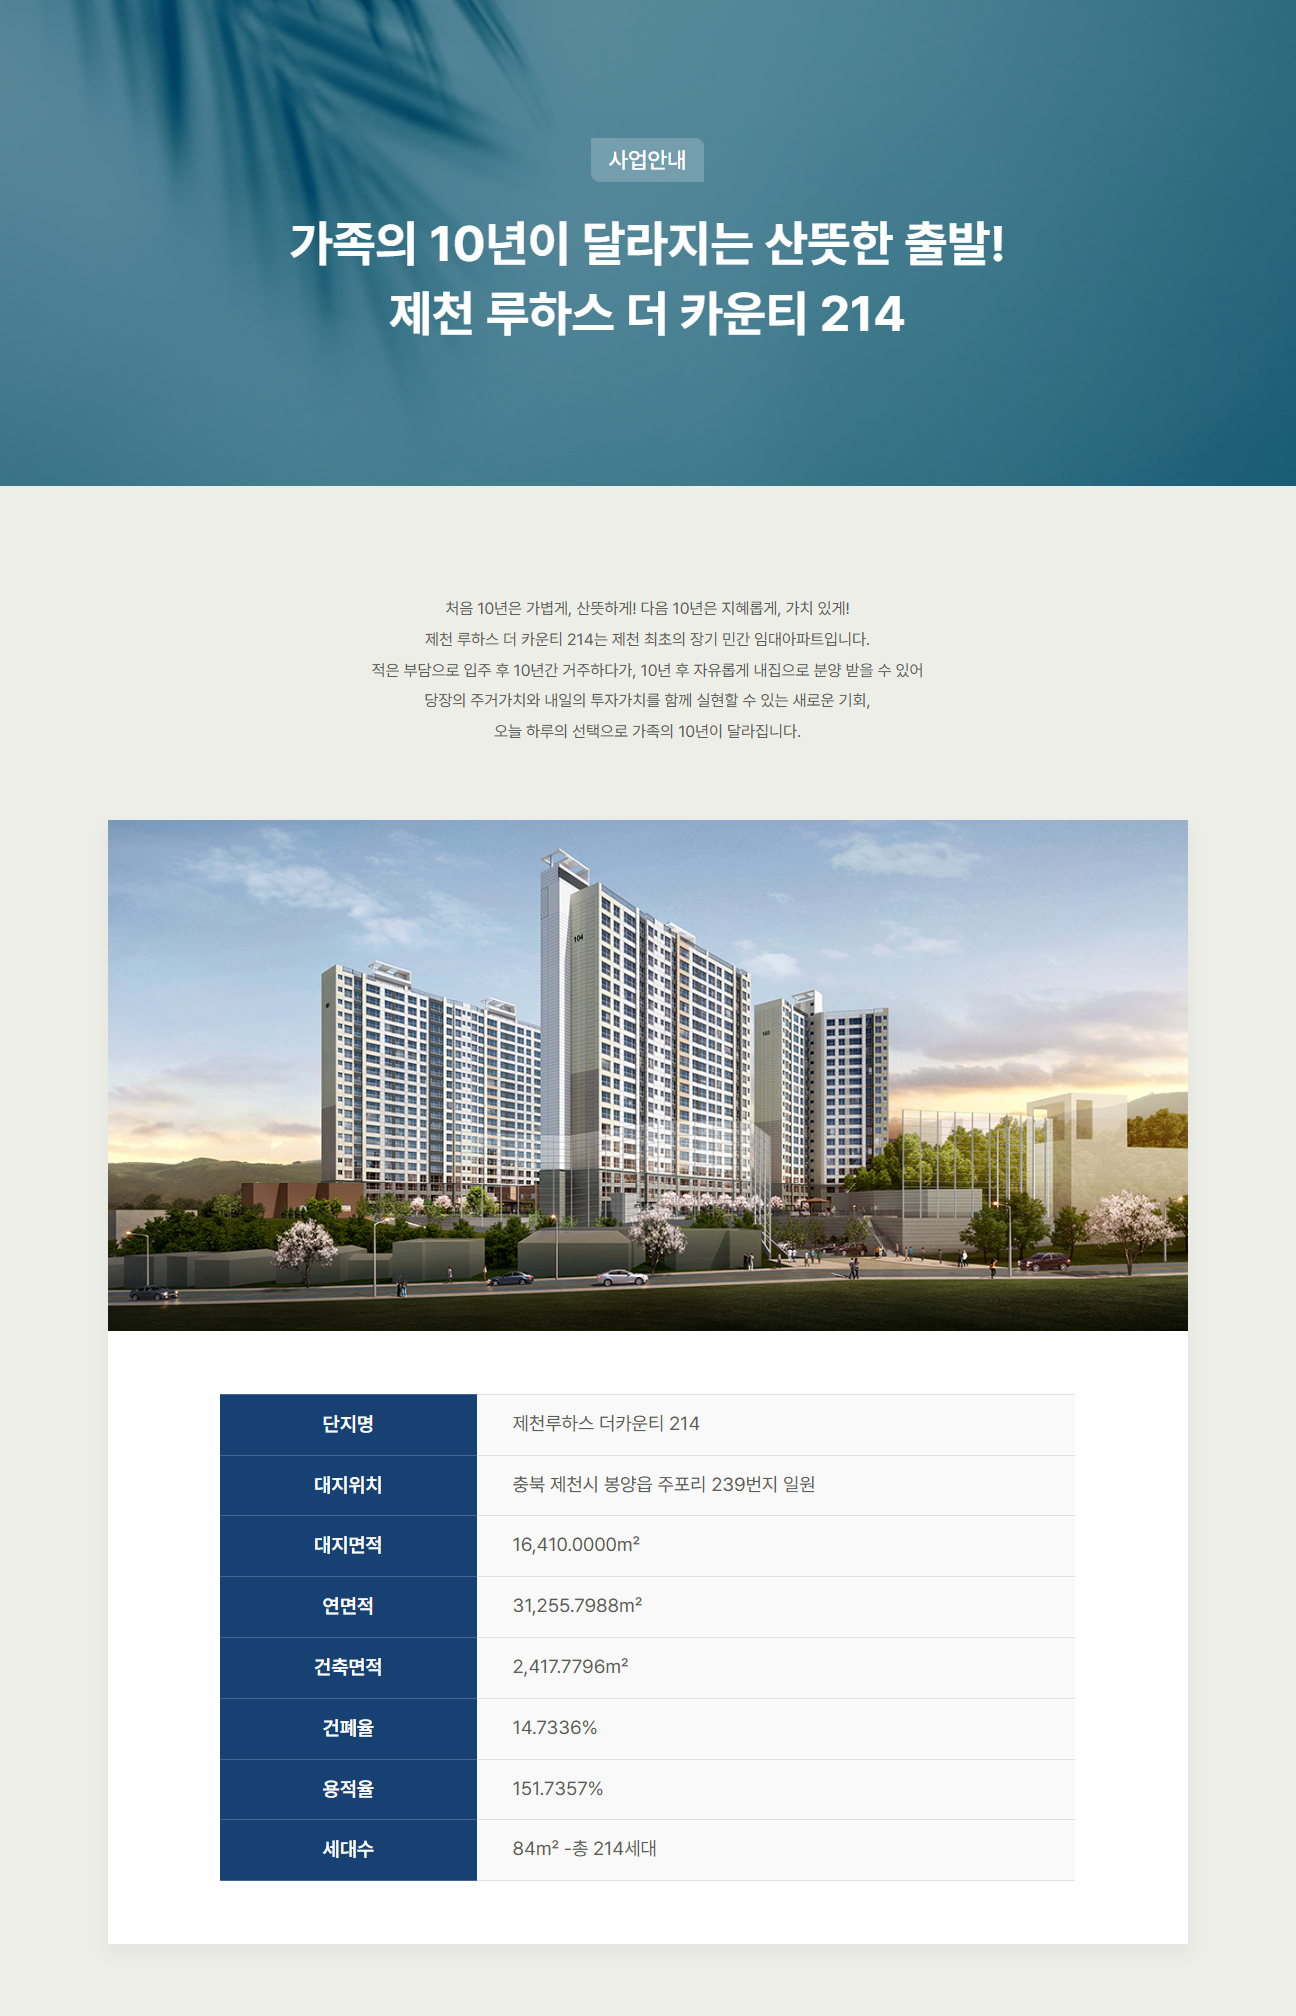 사업안내
가족의 10년이 달라지는 산뜻한 출발!
제천 루하스 더 카운티 214
처음 10년은 가볍게, 산뜻하게! 다음 10년은 지혜롭게, 가치 있게!
제천 루하스 더 카운티 214는 제천 최초의 장기 민간 임대아파트입니다.
적은 부담으로 입주 후 10년간 거주하다가, 10년 후 자유롭게 내집으로 분양 받을 수 있어
당장의 주거가치와 내일의 투자가치를 함께 실현할 수 있는 새로운 기회,
오늘 하루의 선택으로 가족의 10년이 달라집니다.
104
103
단지명 제천루하스 더카운티 214
대지위치 충북 제천시 봉양읍 주포리 239번지 일원
대지면적 16,410.0000m²
연면적 31,255.7988m²
건축면적 2,417.7796m²
건폐율 14.7336%
용적율 151.7357%
세대수 84m² -총 214세대